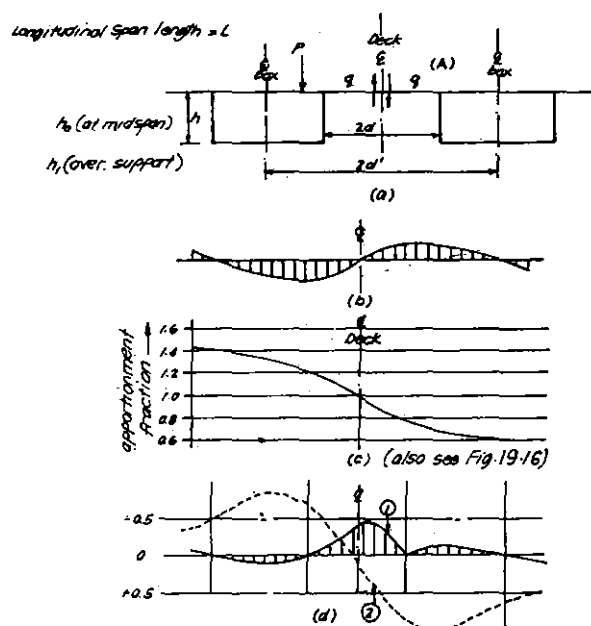 Longitudinal Span length = L
P
Deck
℄
(A)
℄
box
℄
box
q
q
h
h₀ (at midspan)
h₁ (over support)
2d
2d'
(a)
℄
(b)
℄
Deck
apportionment
fraction
1.6
1.4
1.2
1.0
0.8
0.6
(c) (also see Fig. 19.16)
℄
-0.5
0
+0.5
1
2
(d)